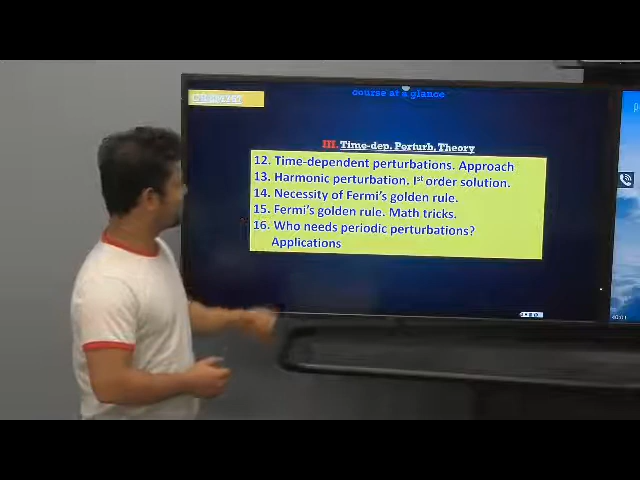 course at a glance
III. Time-dep. Perturb. Theory
12. Time-dependent perturbations. Approach
13. Harmonic perturbation. Ist order solution.
14. Necessity of Fermi's golden rule.
15. Fermi's golden rule. Math tricks.
16. Who needs periodic perturbations?
Applications